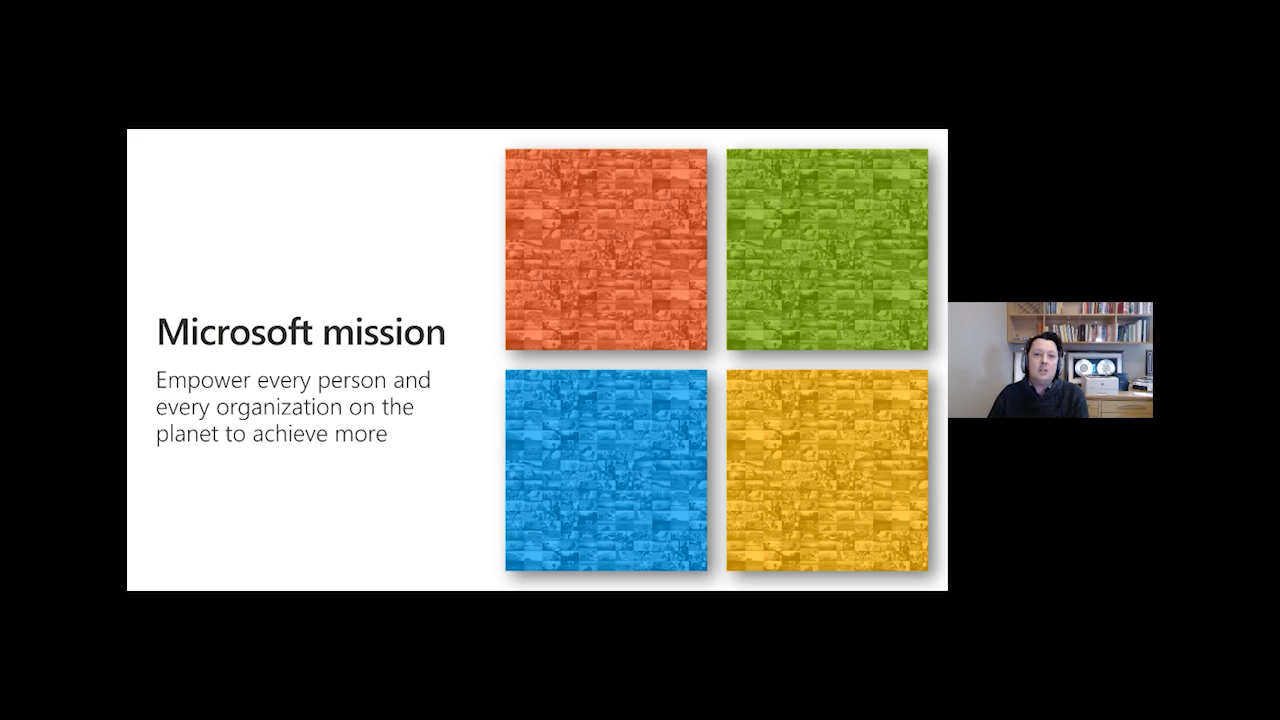 Microsoft mission
Empower every person and
every organization on the
planet to achieve more